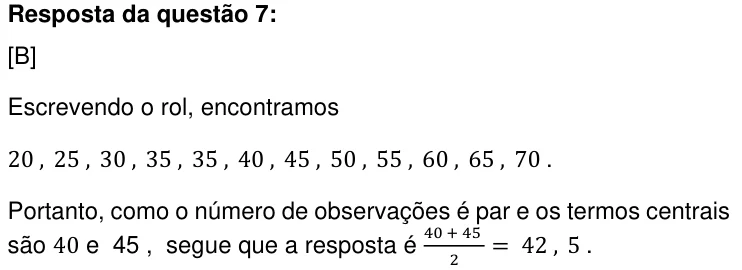 Resposta da questão 7:
[B]
Escrevendo o rol, encontramos
20 , 25 , 30 , 35 , 35 , 40 , 45 , 50 , 55 , 60 , 65 , 70 .
Portanto, como o número de observações é par e os termos centrais
são 40 e 45 , segue que a resposta é \frac{40 + 45}{2} = 42 , 5 .